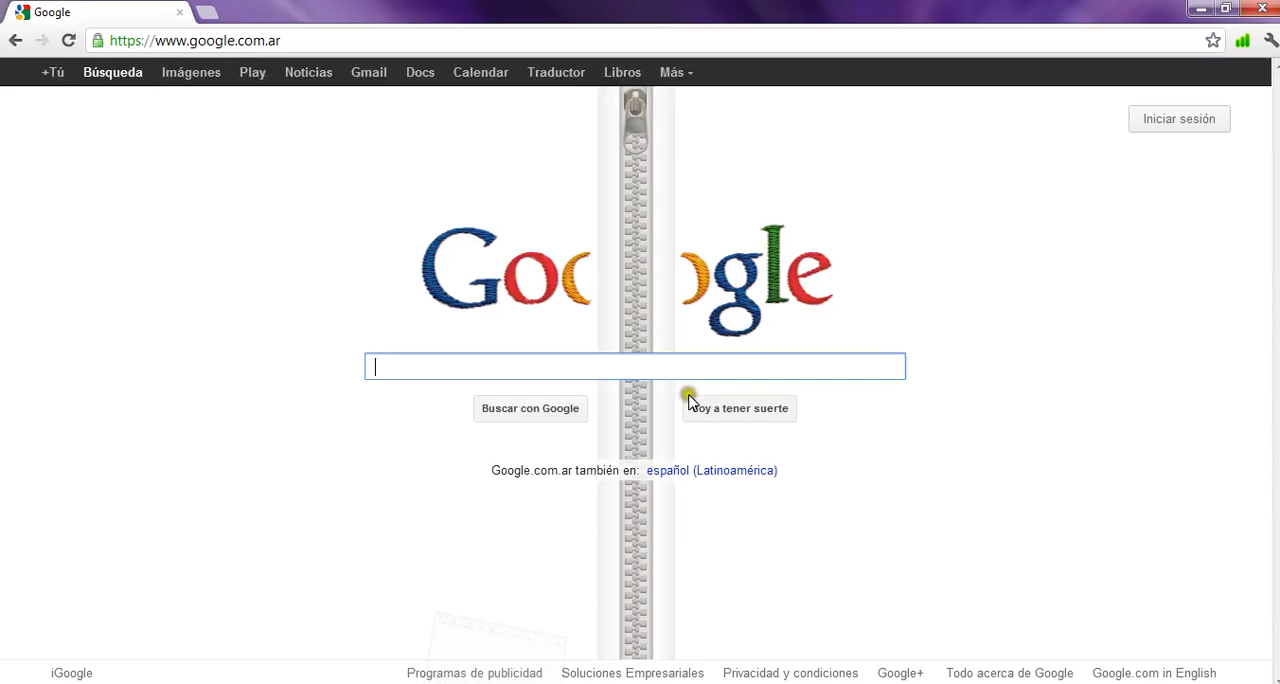 Google
https://www.google.com.ar
+Tú Búsqueda Imágenes Play Noticias Gmail Docs Calendar Traductor Libros Más
Iniciar sesión
Google
Buscar con Google
oy a tener suerte
Google.com.ar también en: español (Latinoamérica)
iGoogle Programas de publicidad Soluciones Empresariales Privacidad y condiciones Google+ Todo acerca de Google Google.com in English